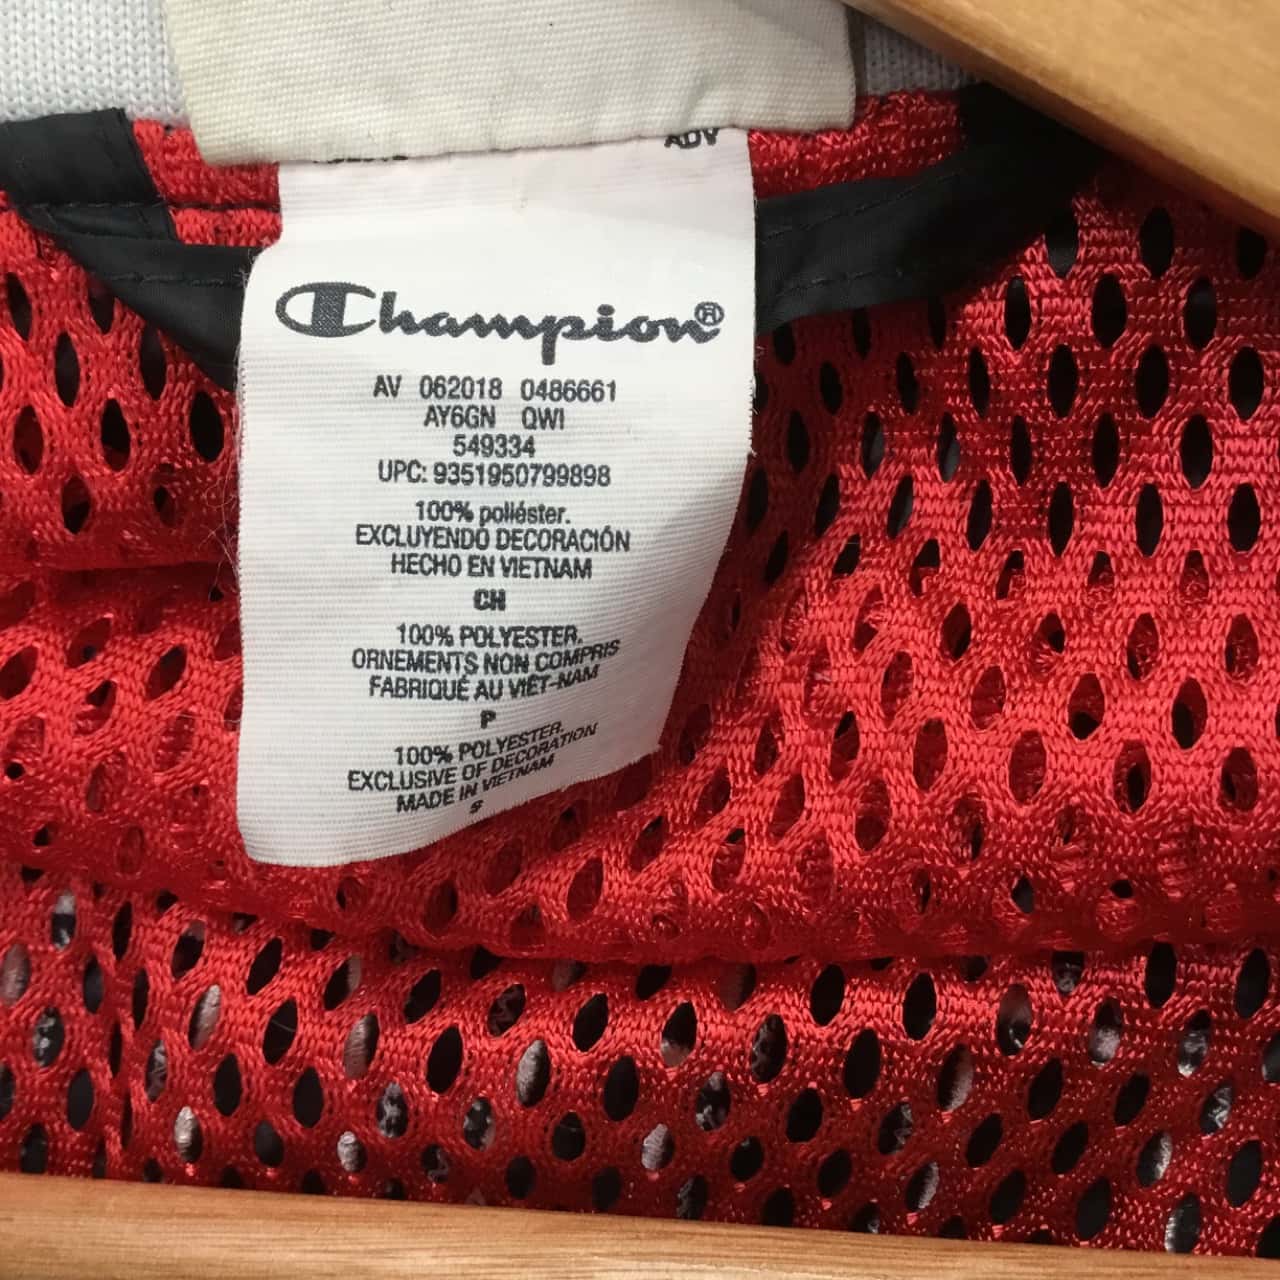 ADV
Champion®
AV 062018 0486661
AY6GN QWI
549334
UPC: 9351950799898
100% poliéster.
EXCLUYENDO DECORACIÓN
HECHO EN VIETNAM
CH
100% POLYESTER.
ORNEMENTS NON COMPRIS
FABRIQUÉ AU VIÊT-NAM
P
100% POLYESTER.
EXCLUSIVE OF DECORATION
MADE IN VIETNAM
S